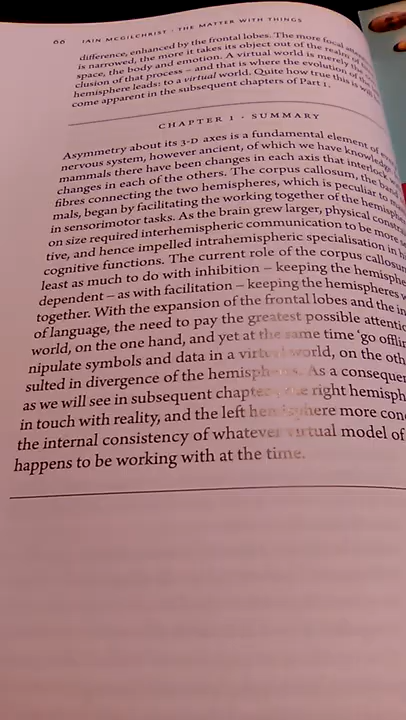 66 IAIN MCGILCHRIST · THE MATTER WITH THINGS
difference, enhanced by the frontal lobes. The more focal
is narrowed, the more it takes its object out of the realm of
space, the body and emotion. A virtual world is merely the
clusion of that process – and that is where the evolution of the
hemisphere leads: to a virtual world. Quite how true this is will
come apparent in the subsequent chapters of Part 1.
CHAPTER 1 · SUMMARY
Asymmetry about its 3-D axes is a fundamental element of
nervous system, however ancient, of which we have knowledge
mammals there have been changes in each axis that interlock
changes in each of the others. The corpus callosum, the
fibres connecting the two hemispheres, which is peculiar to
mals, began by facilitating the working together of the
in sensorimotor tasks. As the brain grew larger, physical
on size required interhemispheric communication to be more
tive, and hence impelled intrahemispheric specialisation in
cognitive functions. The current role of the corpus
least as much to do with inhibition – keeping the
dependent – as with facilitation – keeping the hemispheres
together. With the expansion of the frontal lobes and the
of language, the need to pay the greatest possible
world, on the one hand, and yet at the same time ‘go
nipulate symbols and data in a virtual world, on the
sulted in divergence of the As a
as we will see in subsequent right
in touch with reality, and the left hemisphere more
the internal consistency of whatever virtual model of
happens to be working with at the time.